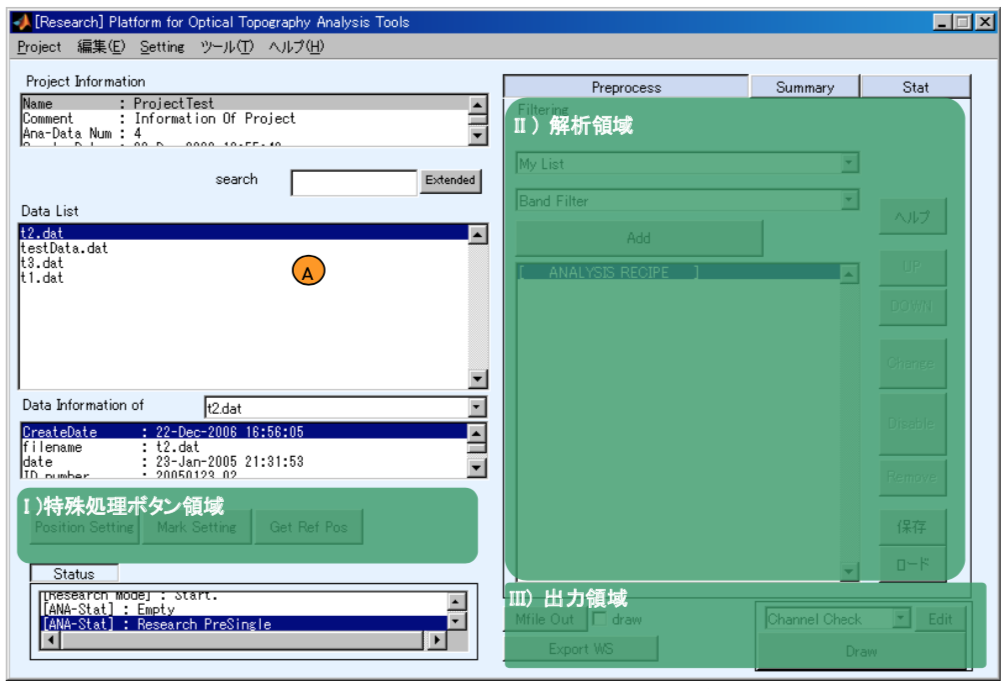 [Research] Platform for Optical Topography Analysis Tools
Project 編集(E) Setting ツール(T) ヘルプ(H)
Project Information
Name : ProjectTest
Comment : Information Of Project
Ana-Data Num : 4
search
Extended
Data List
t2.dat
testData.dat
t3.dat
t1.dat
A
Data Information of
t2.dat
CreateDate : 22-Dec-2006 16:56:05
filename : t2.dat
date : 23-Jan-2005 21:31:53
ID number : 20050123_02
Ⅰ)特殊処理ボタン領域
Position Setting Mark Setting Get Ref Pos
Status
[Research Mode] : Start.
[ANA-Stat] : Empty
[ANA-Stat] : Research PreSingle
Preprocess Summary Stat
Filtering
Ⅱ) 解析領域
My List
Band Filter
Add
[ ANALYSIS RECIPE ]
ヘルプ
UP
DOWN
Change
Disable
Remove
保存
ロード
Ⅲ) 出力領域
Mfile Out draw
Export WS
Channel Check Edit
Draw